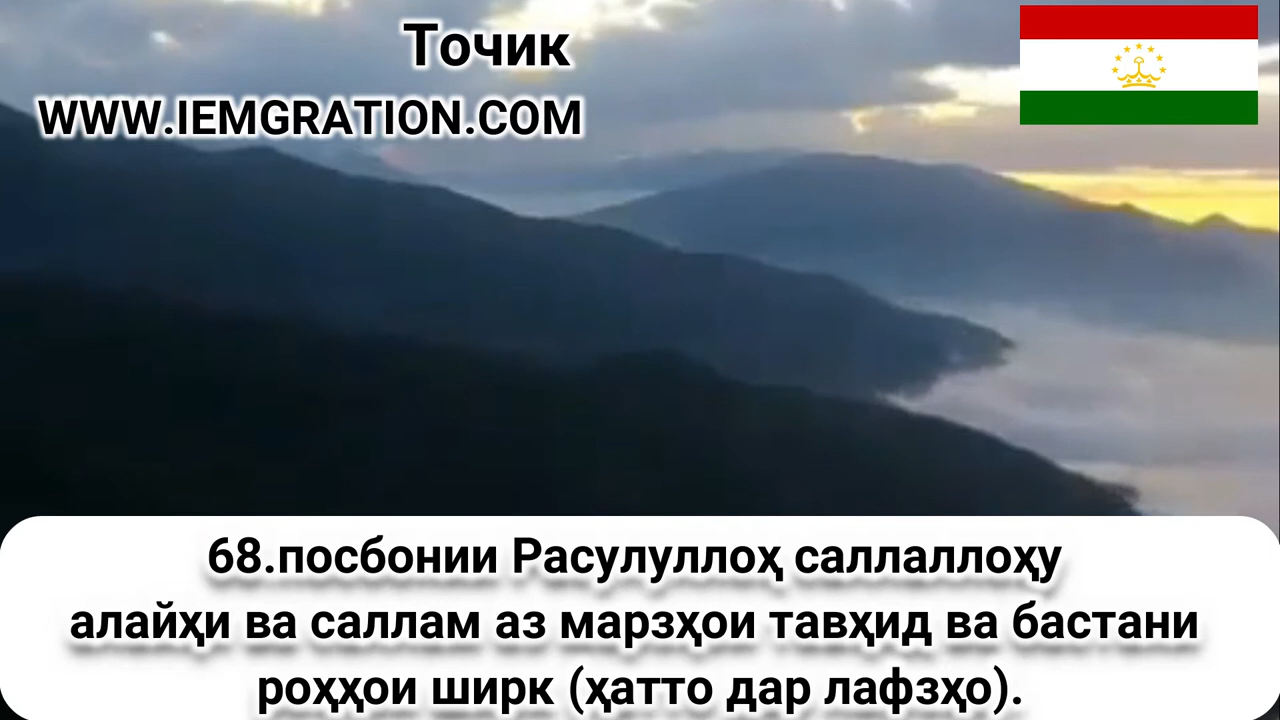 Точик
WWW.IEMGRATION.COM
68.посбонии Расулуллоҳ саллаллоҳу
алайҳи ва саллам аз марзҳои тавҳид ва бастани
роҳҳои ширк (ҳатто дар лафзҳо).